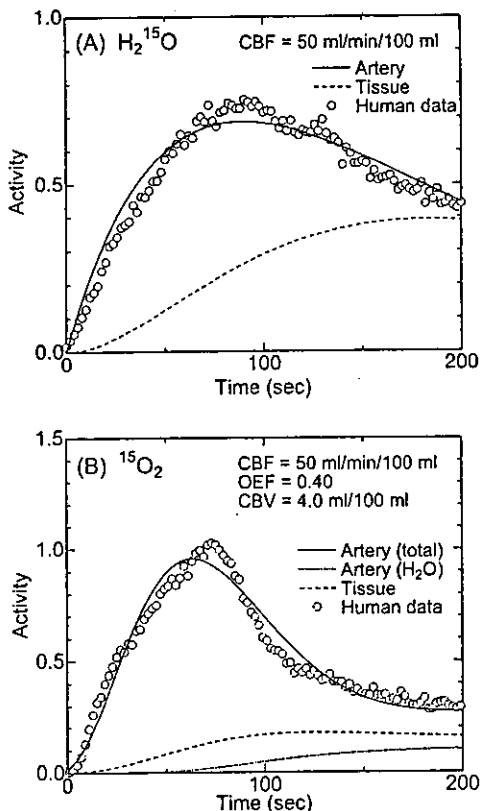 (A) H₂¹⁵O
CBF = 50 ml/min/100 ml
Artery
Tissue
Human data
1.0
0.5
0.0
Activity
0
100
200
Time (sec)
(B) ¹⁵O₂
CBF = 50 ml/min/100 ml
OEF = 0.40
CBV = 4.0 ml/100 ml
Artery (total)
Artery (H₂O)
Tissue
Human data
1.5
1.0
0.5
0.0
Activity
0
100
200
Time (sec)